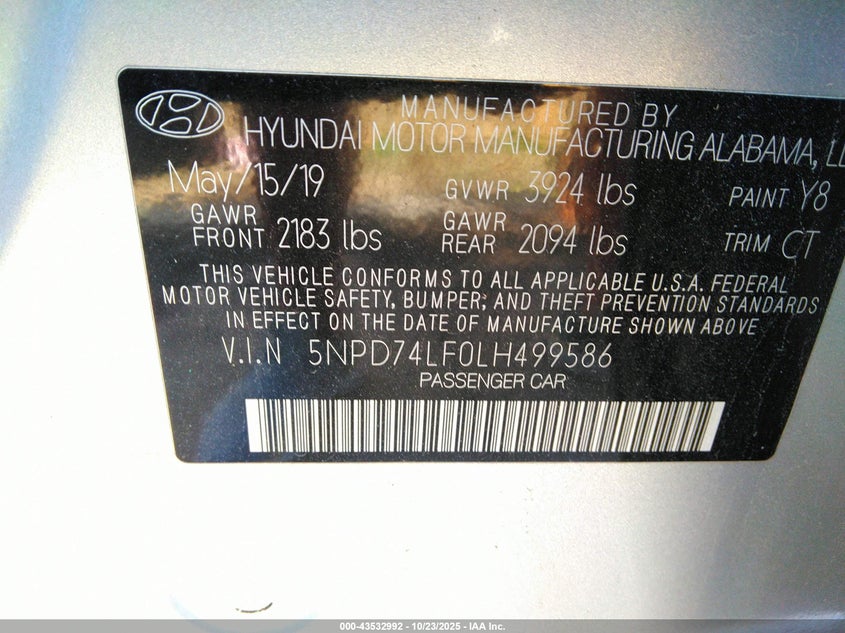 MANUFACTURED BY
HYUNDAI MOTOR MANUFACTURING ALABAMA, LL
May/15/19 GVWR 3924 lbs PAINT Y8
GAWR FRONT 2183 lbs GAWR REAR 2094 lbs TRIM CT
THIS VEHICLE CONFORMS TO ALL APPLICABLE U.S.A. FEDERAL
MOTOR VEHICLE SAFETY, BUMPER, AND THEFT PREVENTION STANDARDS
IN EFFECT ON THE DATE OF MANUFACTURE SHOWN ABOVE
V.I.N 5NPD74LF0LH499586
PASSENGER CAR
000-43532992 - 10/23/2025 - IAA Inc.